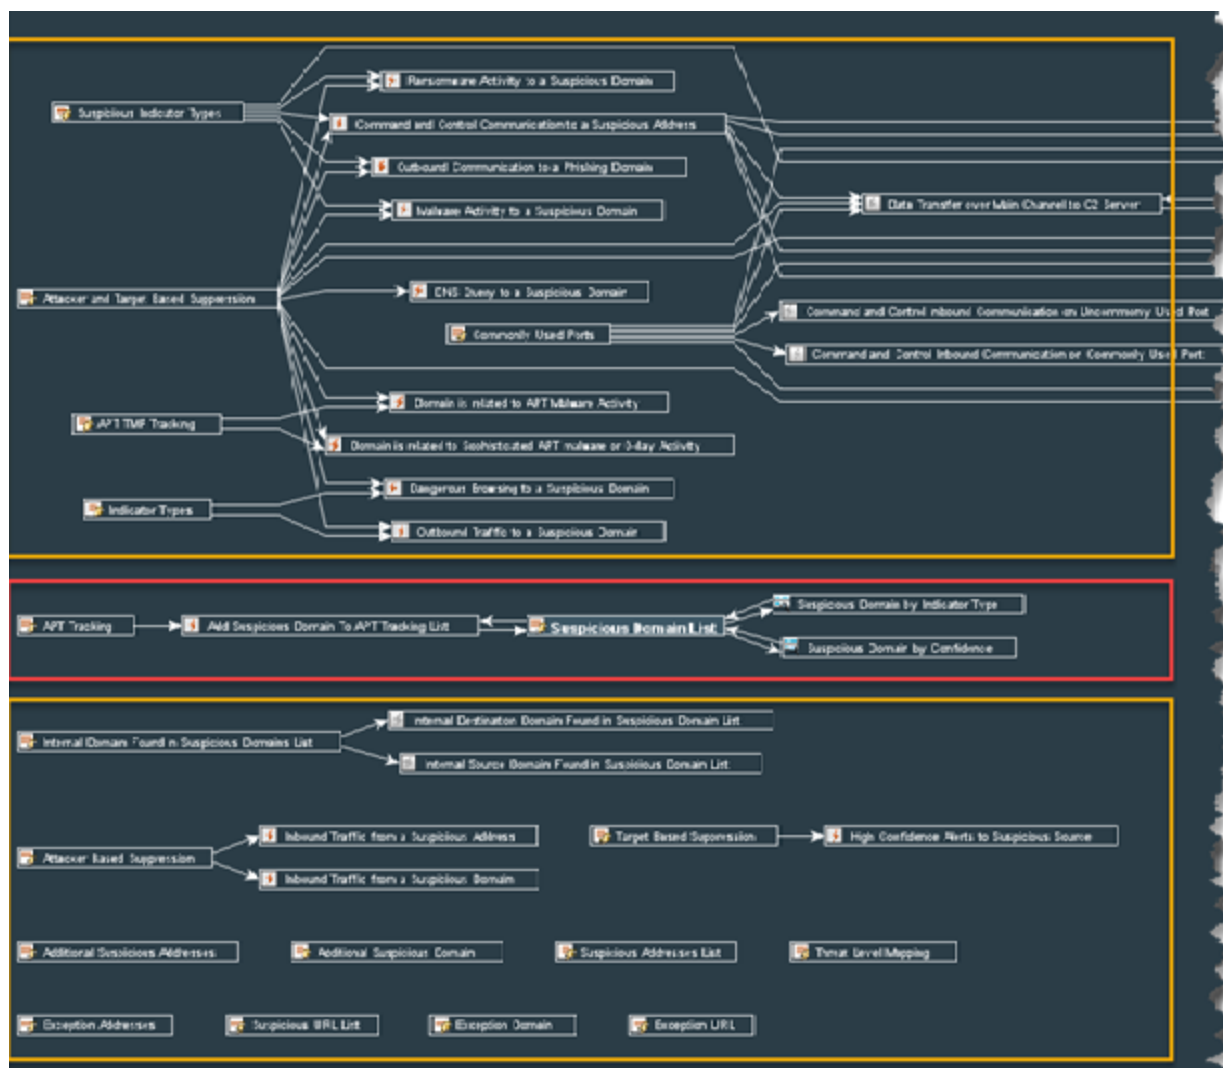 Ransomware Activity to a Suspicious Domain
Suspicious Indicator Types
Command and Control Communication to a Suspicious Address
Outbound Communication to a Phishing Domain
Data Transfer over Main Channel to C2 Server
Malware Activity to a Suspicious Domain
DNS Query to a Suspicious Domain
Attacker and Target Based Suppression
Command and Control Inbound Communication on Uncommonly Used Port
Commonly Used Ports
Command and Control Inbound Communication on Commonly Used Port
Domain is related to APT Malware Activity
APT Tracking
Domain is related to Sophisticated APT malware or 0-day Activity
Dangerous Browsing to a Suspicious Domain
Indicator Types
Outbound Traffic to a Suspicious Domain
Suspicious Domain by Indicator Type
APT Tracking
Add Suspicious Domain To APT Tracking List
Suspicious Domain List
Suspicious Domain by Confidence
Internal Destination Domain Found in Suspicious Domain List
Internal Domain Found in Suspicious Domains List
Internal Source Domain Found in Suspicious Domain List
Inbound Traffic from a Suspicious Address
Target Based Suppression
High Confidence Alerts to Suspicious Source
Attacker Based Suppression
Inbound Traffic from a Suspicious Domain
Additional Suspicious Addresses
Additional Suspicious Domain
Suspicious Addresses List
Threat Level Mapping
Exception Addresses
Suspicious URL List
Exception Domain
Exception URL